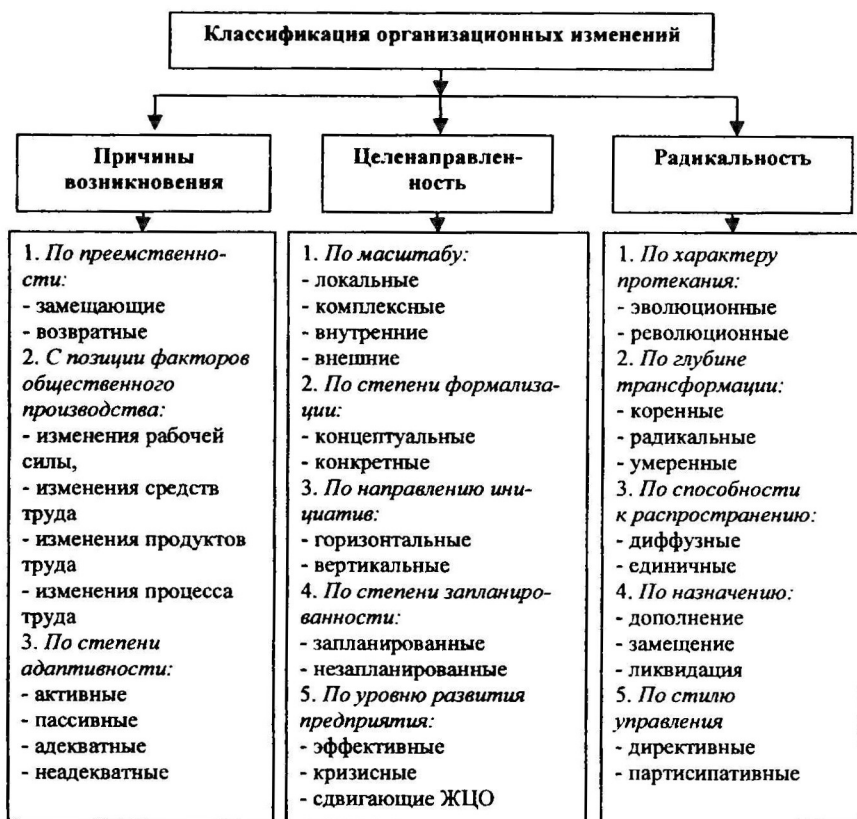 Классификация организационных изменений
Причины
возникновения
Целенаправлен-
ность
Радикальность
1. По преемственно-
сти:
- замещающие
- возвратные
2. С позиции факторов
общественного
производства:
- изменения рабочей
силы,
- изменения средств
труда
- изменения продуктов
труда
- изменения процесса
труда
3. По степени
адаптивности:
- активные
- пассивные
- адекватные
- неадекватные
1. По масштабу:
- локальные
- комплексные
- внутренние
- внешние
2. По степени формализа-
ции:
- концептуальные
- конкретные
3. По направлению ини-
циатив:
- горизонтальные
- вертикальные
4. По степени запланиро-
ванности:
- запланированные
- незапланированные
5. По уровню развития
предприятия:
- эффективные
- кризисные
- сдвигающие ЖЦО
1. По характеру
протекания:
- эволюционные
- революционные
2. По глубине
трансформации:
- коренные
- радикальные
- умеренные
3. По способности
к распространению:
- диффузные
- единичные
4. По назначению:
- дополнение
- замещение
- ликвидация
5. По стилю
управления
- директивные
- партисипативные